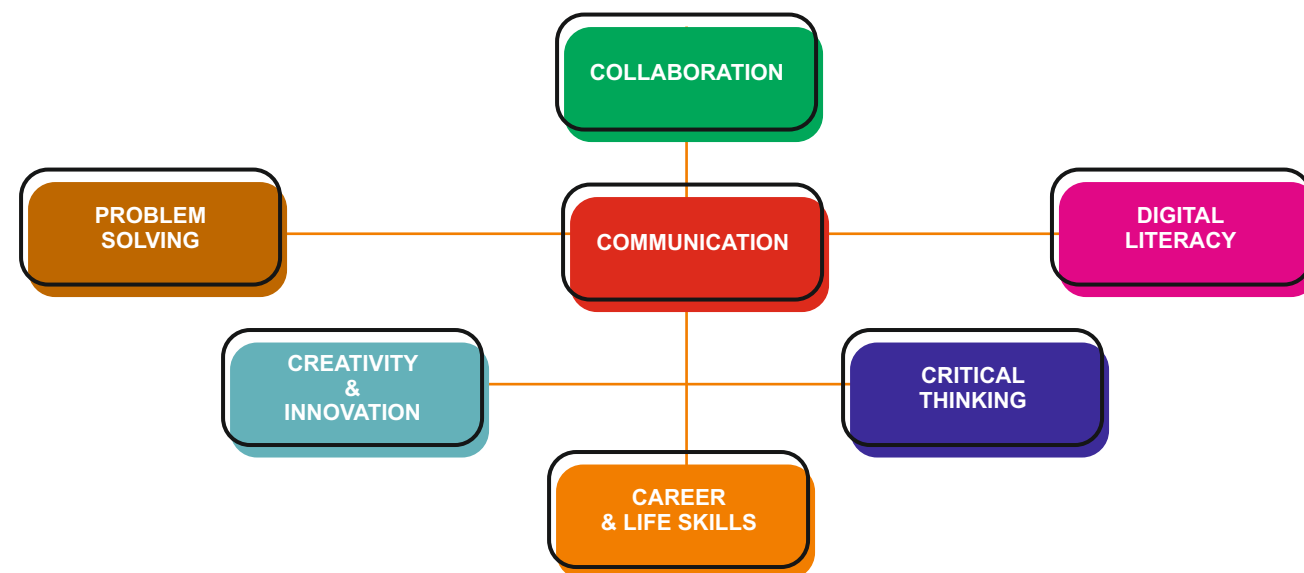 COLLABORATION
PROBLEM
SOLVING
COMMUNICATION
DIGITAL
LITERACY
CREATIVITY
&
INNOVATION
CRITICAL
THINKING
CAREER
& LIFE SKILLS